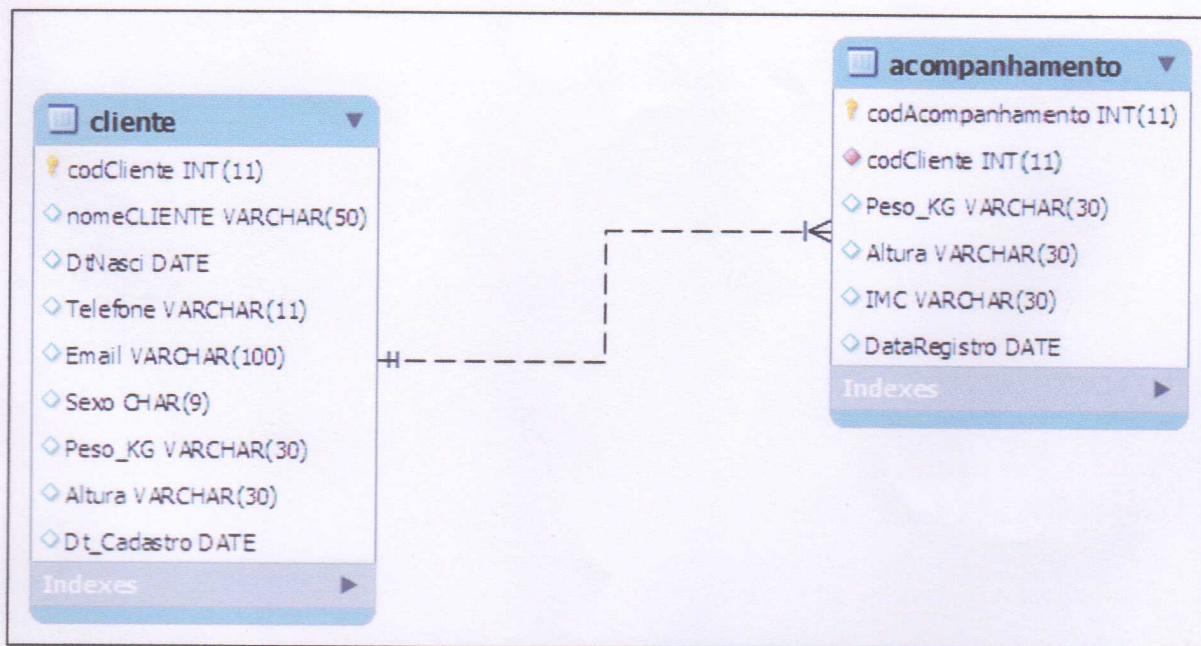 cliente
codCliente INT(11)
nomeCLIENTE VARCHAR(50)
DtNasci DATE
Telefone VARCHAR(11)
Email VARCHAR(100)
Sexo CHAR(9)
Peso_KG VARCHAR(30)
Altura VARCHAR(30)
Dt_Cadastro DATE
Indexes
acompanhamento
codAcompanhamento INT(11)
codCliente INT(11)
Peso_KG VARCHAR(30)
Altura VARCHAR(30)
IMC VARCHAR(30)
DataRegistro DATE
Indexes